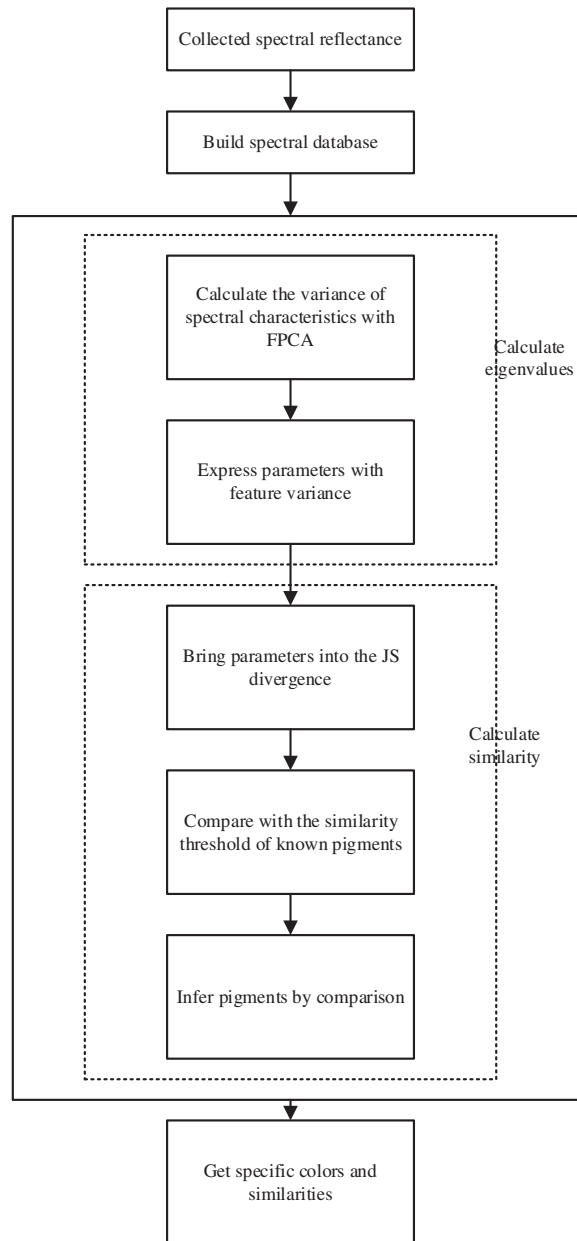 Collected spectral reflectance
Build spectral database
Calculate the variance of
spectral characteristics with
FPCA
Calculate
eigenvalues
Express parameters with
feature variance
Bring parameters into the JS
divergence
Calculate
similarity
Compare with the similarity
threshold of known pigments
Infer pigments by comparison
Get specific colors and
similarities